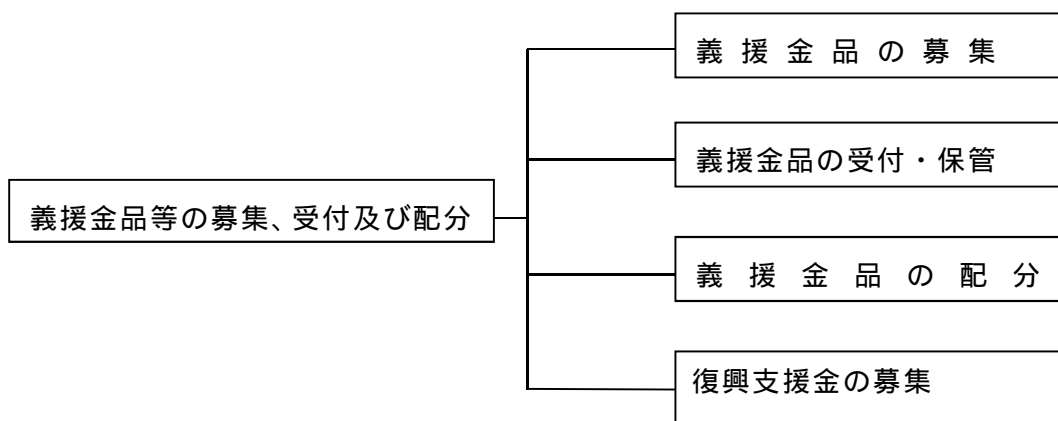 義援金品の募集
義援金品の受付・保管
義援金品等の募集、受付及び配分
義援金品の配分
復興支援金の募集